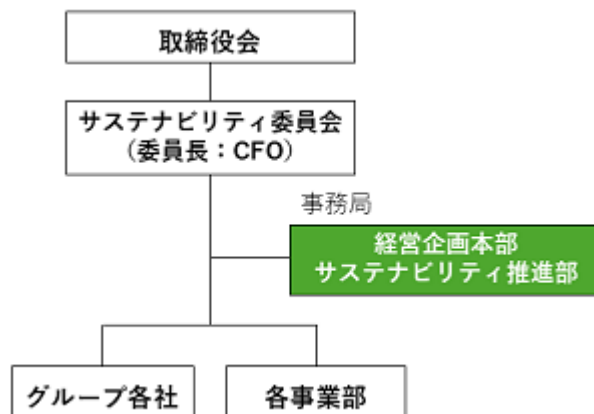 取締役会
サステナビリティ委員会
（委員長：CFO）
事務局
経営企画本部
サステナビリティ推進部
グループ各社
各事業部